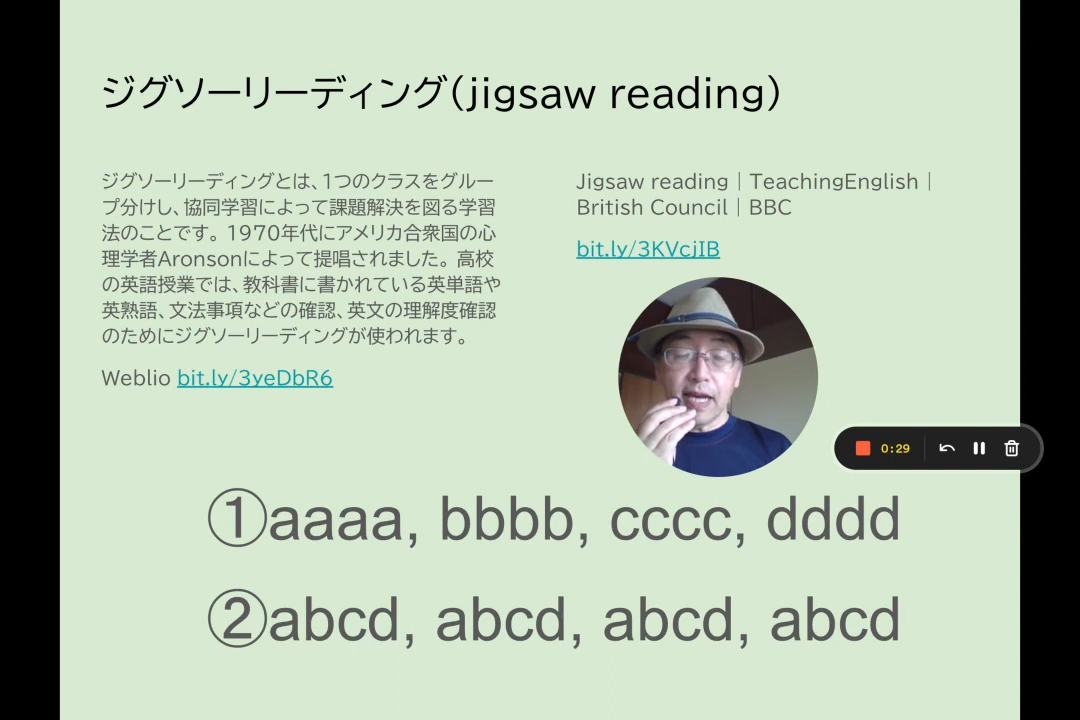 ジグソーリーディング(jigsaw reading)
ジグソーリーディングとは、1つのクラスをグルー
プ分けし、協同学習によって課題解決を図る学習
法のことです。1970年代にアメリカ合衆国の心
理学者Aronsonによって提唱されました。高校
の英語授業では、教科書に書かれている英単語や
英熟語、文法事項などの確認、英文の理解度確認
のためにジグソーリーディングが使われます。
Weblio bit.ly/3yeDbR6
Jigsaw reading | TeachingEnglish |
British Council | BBC
bit.ly/3KVcjIB
0:29
①aaaa, bbbb, cccc, dddd
②abcd, abcd, abcd, abcd